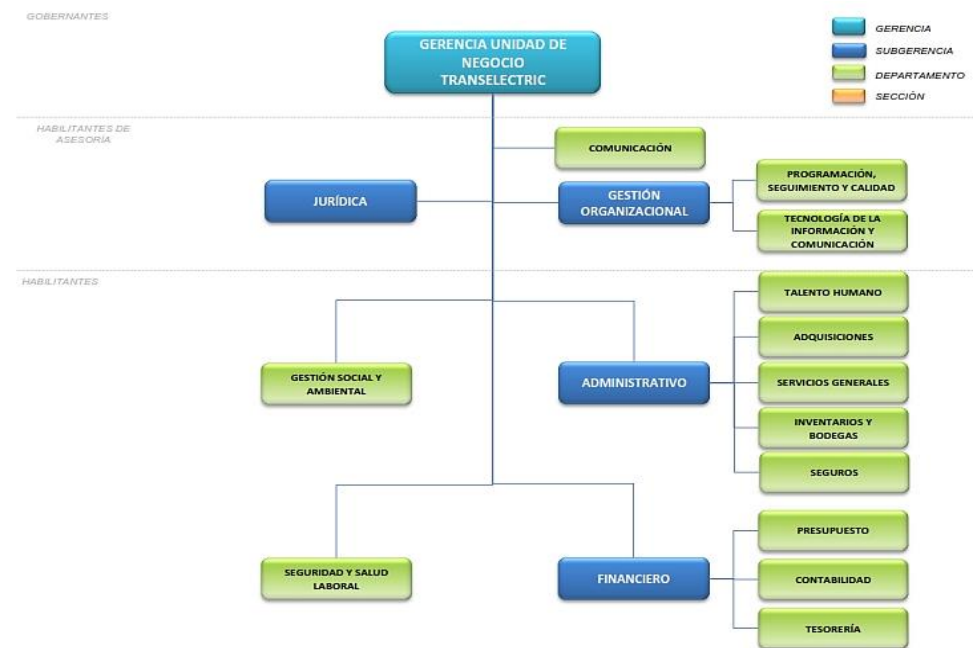 GOBERNANTES
GERENCIA UNIDAD DE
NEGOCIO
TRANSELECTRIC
GERENCIA
SUBGERENCIA
DEPARTAMENTO
SECCIÓN
HABILITANTES DE
ASESORÍA
COMUNICACIÓN
JURÍDICA
GESTIÓN
ORGANIZACIONAL
PROGRAMACIÓN,
SEGUIMIENTO Y CALIDAD
TECNOLOGÍA DE LA
INFORMACIÓN Y
COMUNICACIÓN
HABILITANTES
GESTIÓN SOCIAL Y
AMBIENTAL
ADMINISTRATIVO
TALENTO HUMANO
ADQUISICIONES
SERVICIOS GENERALES
INVENTARIOS Y
BODEGAS
SEGUROS
SEGURIDAD Y SALUD
LABORAL
FINANCIERO
PRESUPUESTO
CONTABILIDAD
TESORERÍA